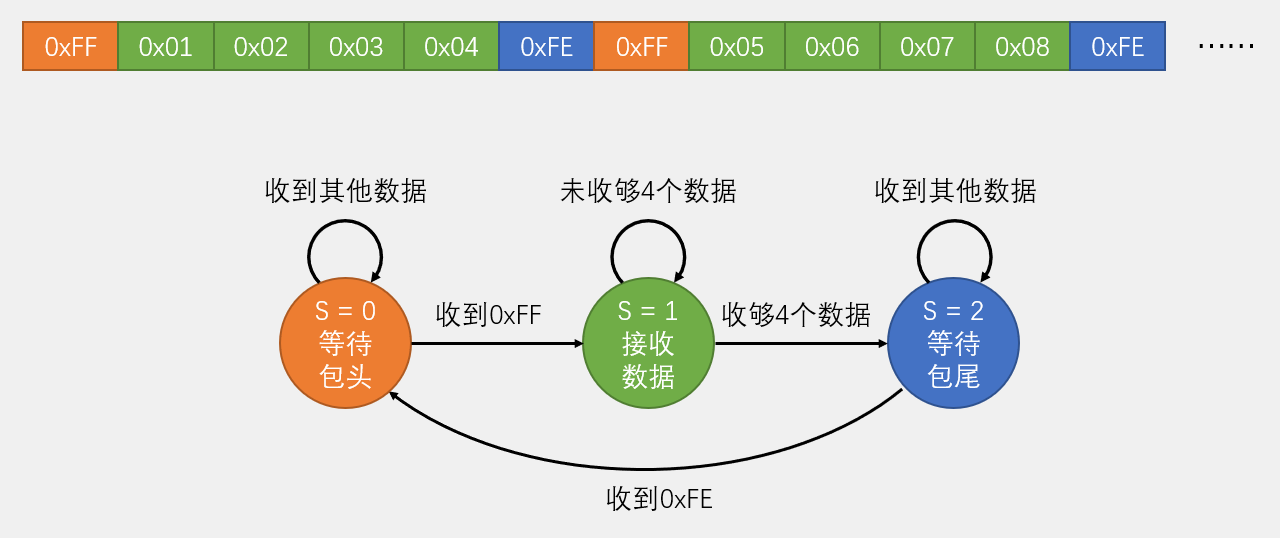 0xFF 0x01 0x02 0x03 0x04 0xFE 0xFF 0x05 0x06 0x07 0x08 0xFE ……
收到其他数据
未收够4个数据
收到其他数据
S = 0
等待
包头
收到0xFF
S = 1
接收
数据
收够4个数据
S = 2
等待
包尾
收到0xFE